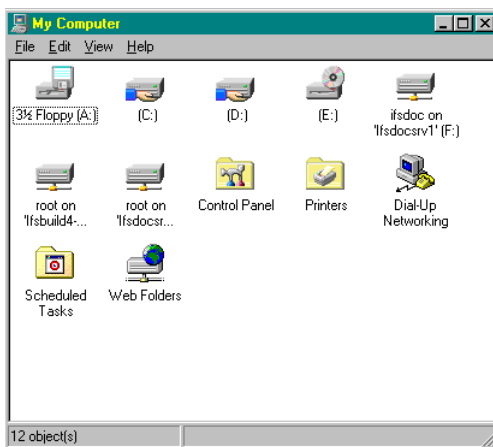 My Computer
File Edit View Help
3½ Floppy (A:)
(C:)
(D:)
(E:)
ifsdoc on
'Ifsdocsrv1' (F:)
root on
'Ifsbuild4-...
root on
'Ifsdocsr...
Control Panel
Printers
Dial-Up
Networking
Scheduled
Tasks
Web Folders
12 object(s)